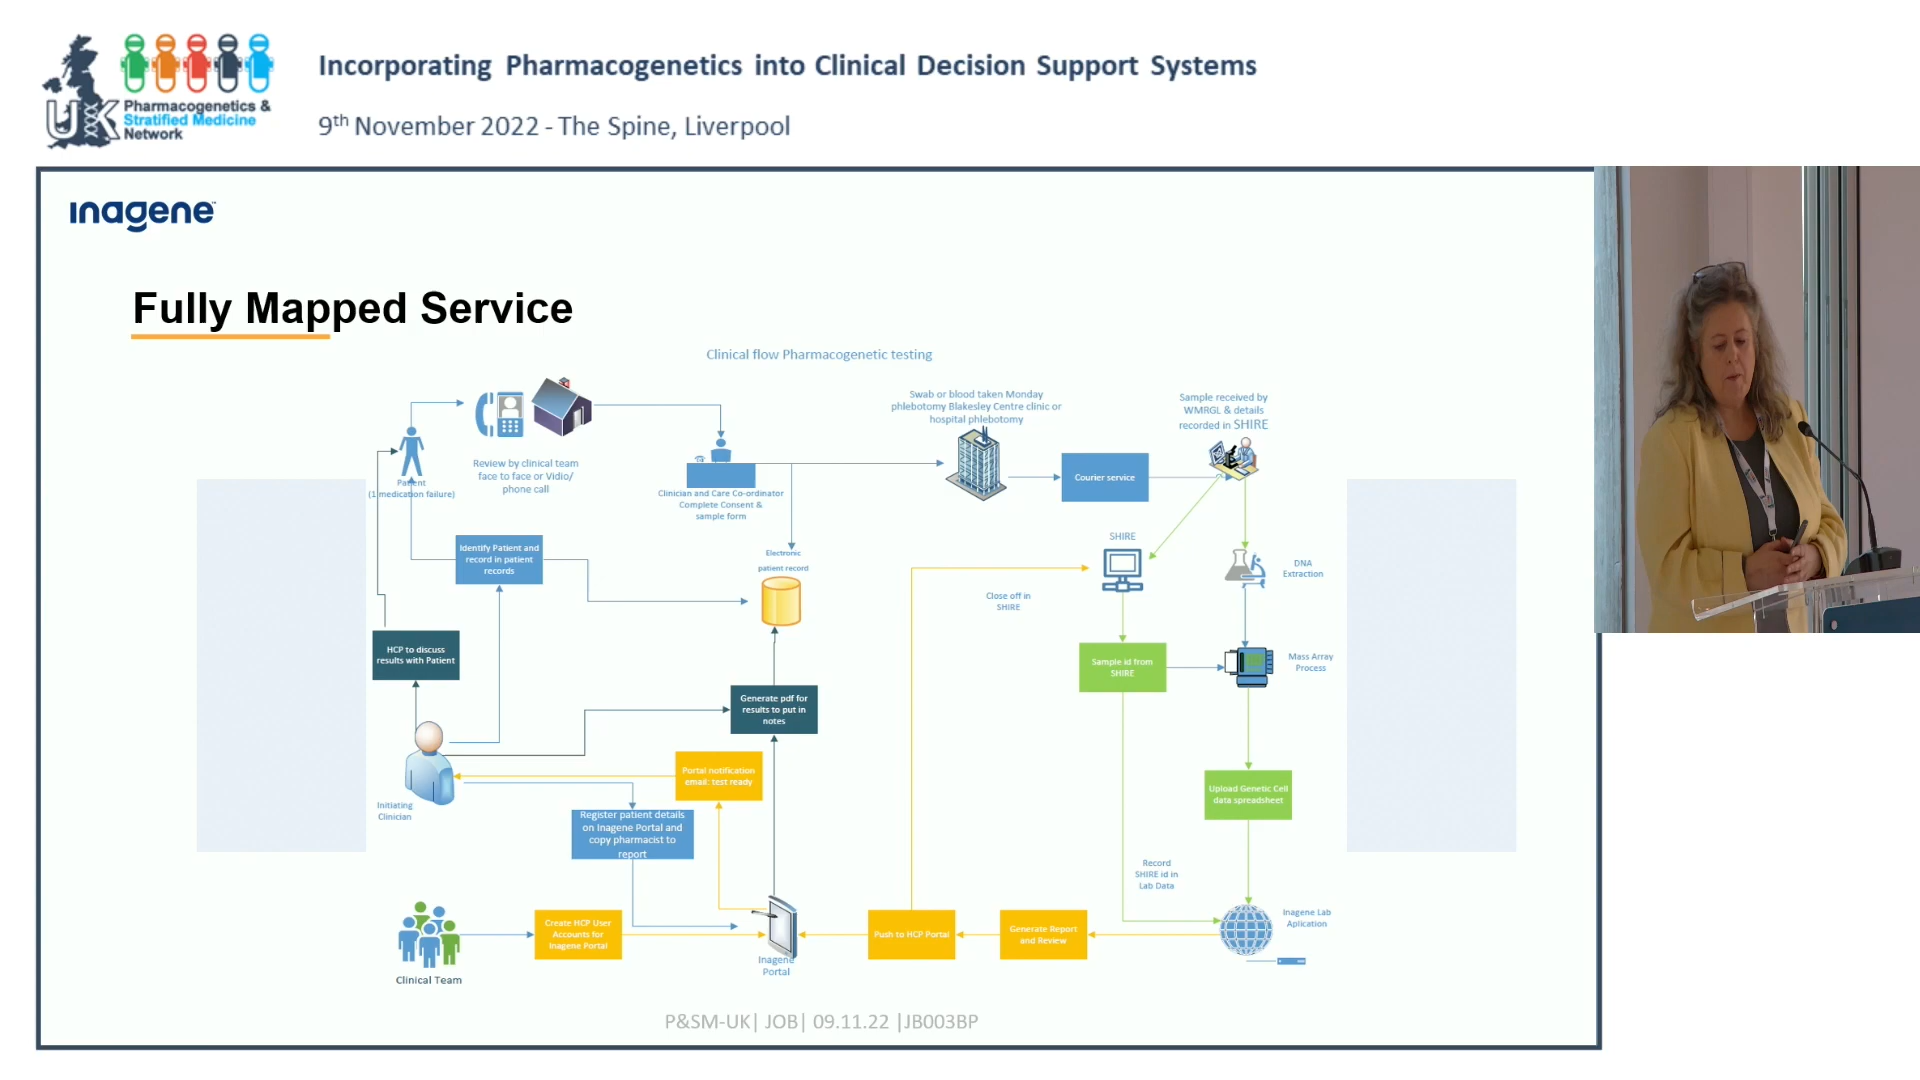 UK
Pharmacogenetics &
Stratified Medicine
Network
Incorporating Pharmacogenetics into Clinical Decision Support Systems
9th November 2022 - The Spine, Liverpool
ınagene™
Fully Mapped Service
Clinical flow Pharmacogenetic testing
Patient
(1 medication failure)
Review by clinical team
face to face or Vidio/
phone call
Clinician and Care Co-ordinator
Complete Consent &
sample form
Swab or blood taken Monday
phlebotomy Blakesley Centre clinic or
hospital phlebotomy
Courier service
Sample received by
WMRGL & details
recorded in SHIRE
Identify Patient and
record in patient
records
Electronic
patient record
SHIRE
DNA
Extraction
Close off in
SHIRE
HCP to discuss
results with Patient
Sample id from
SHIRE
Mass Array
Process
Generate pdf for
results to put in
notes
Portal notification
email: test ready
Upload Genetic Cell
data spreadsheet
Initiating
Clinician
Register patient details
on Inagene Portal and
copy pharmacist to
report
Record
SHIRE id in
Lab Data
Clinical Team
Create HCP User
Accounts for
Inagene Portal
Inagene
Portal
Push to HCP Portal
Generate Report
and Review
Inagene Lab
Aplication
P&SM-UK| JOB| 09.11.22 |JB003BP